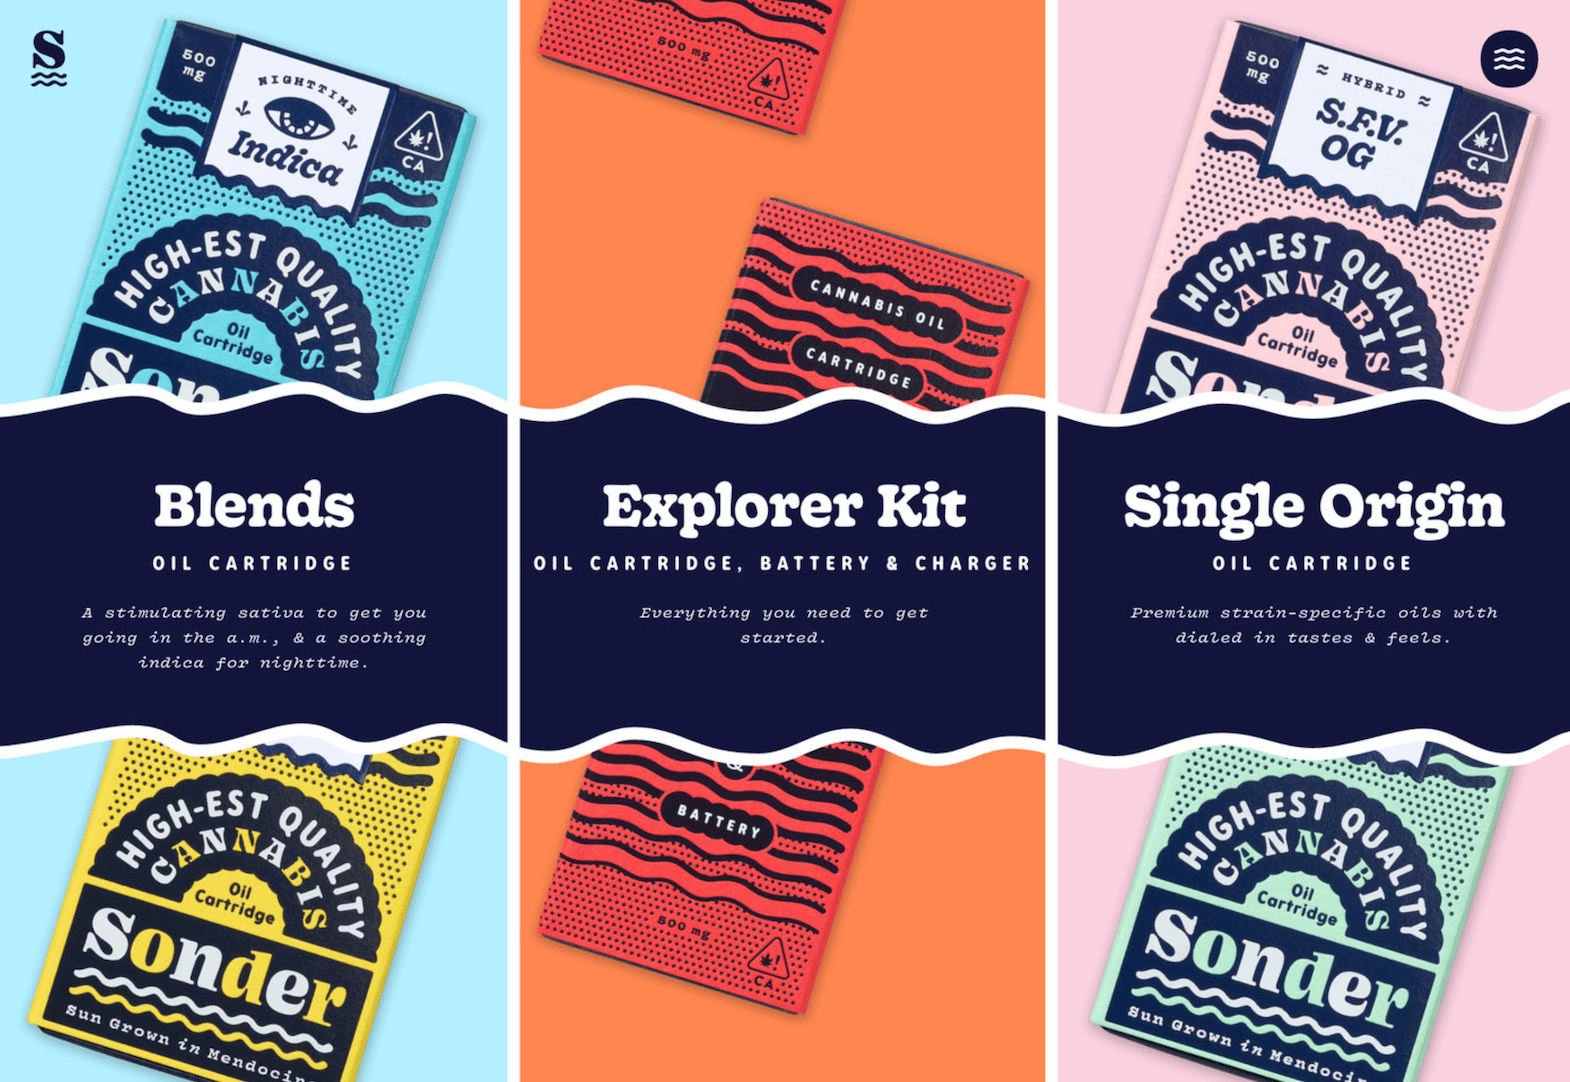 S
500
mg
NIGHTTIME
Indica
CA
HIGH-EST QUALITY
CANNABIS
Oil
Cartridge
Blends
OIL CARTRIDGE
A stimulating sativa to get you
going in the a.m., & a soothing
indica for nighttime.
HIGH-EST QUALITY
CANNABIS
Oil
Cartridge
Sonder
Sun Grown in
500 mg
CA
CANNABIS OIL
CARTRIDGE
Explorer Kit
OIL CARTRIDGE, BATTERY & CHARGER
Everything you need to get
started.
&
BATTERY
500 mg
CA
500
mg
HYBRID
S.F.V.
OG
CA
HIGH-EST QUALITY
CANNABIS
Oil
Cartridge
Single Origin
OIL CARTRIDGE
Premium strain-specific oils with
dialed in tastes & feels.
HIGH-EST QUALITY
CANNABIS
Oil
Cartridge
Sonder
Sun Grown in